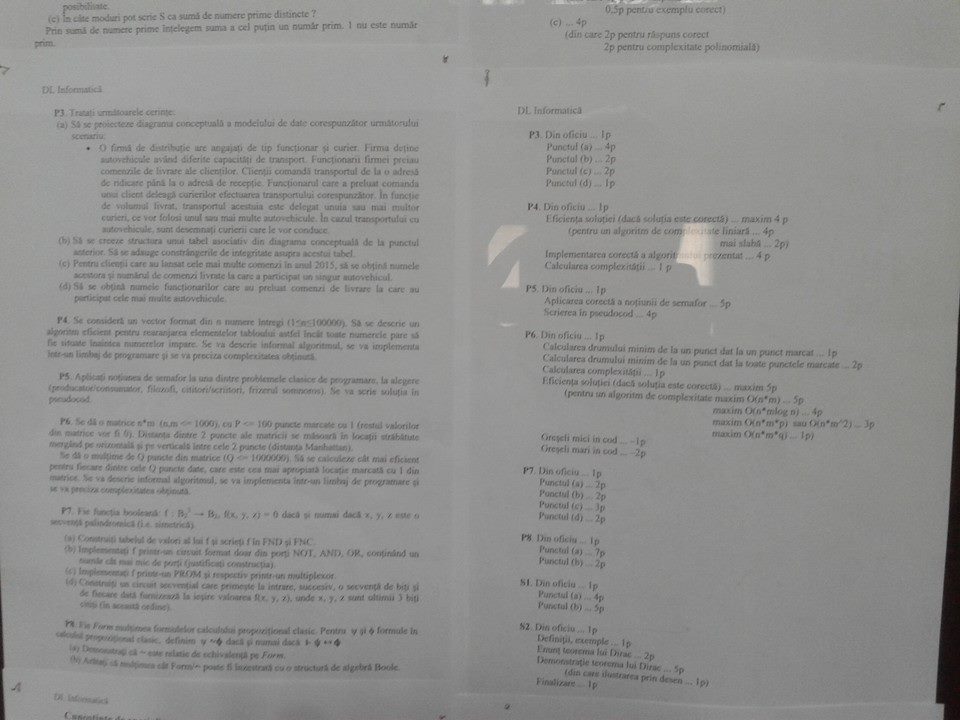 posibilitate.
(c) În câte moduri pot scrie S ca sumă de numere prime distincte ?
Prin sumă de numere prime înțelegem suma a cel puțin un număr prim. 1 nu este număr
prim.
DI. Informatică
P3. Tratați următoarele cerințe:
(a) Să se proiecteze diagrama conceptuală a modelului de date corespunzător următorului
scenariu:
• O firmă de distribuție are angajați de tip funcționar și curier. Firma deține
autovehicule având diferite capacități de transport. Funcționarii firmei preiau
comenzile de livrare ale clienților. Clienții comandă transportul de la o adresă
de ridicare până la o adresă de recepție. Funcționarul care a preluat comanda
unui client deleagă curierilor efectuarea transportului corespunzător. În funcție
de volumul livrat, transportul acestuia este delegat unuia sau mai multor
curieri, ce vor folosi unul sau mai multe autovehicule. În cazul transportului cu
autovehicule, sunt desemnați curierii care le vor conduce.
(b) Să se creeze structura unui tabel asociativ din diagrama conceptuală de la punctul
anterior. Să se adauge constrângerile de integritate asupra acestui tabel.
(c) Pentru clienții care au lansat cele mai multe comenzi în anul 2015, să se obțină numele
acestora și numărul de comenzi livrate la care a participat un singur autovehicul.
(d) Să se obțină numele funcționarilor care au preluat comenzi de livrare la care au
participat cele mai multe autovehicule.
P4. Se consideră un vector format din n numere întregi (1≤n≤100000). Să se descrie un
algoritm eficient pentru rearanjarea elementelor tabloului astfel încât toate numerele pare să
fie situate înaintea numerelor impare. Se va descrie informal algoritmul, se va implementa
într-un limbaj de programare și se va preciza complexitatea obținută.
P5. Aplicați noțiunea de semafor la una dintre problemele clasice de programare, la alegere
(producator/consumator, filozofi, cititori/scriitori, frizerul somnoros). Se va scrie soluția în
pseudocod.
P6. Se dă o matrice n*m (n,m <= 1000), cu P <= 100 puncte marcate cu 1 (restul valorilor
din matrice vor fi 0). Distanța dintre 2 puncte ale matricii se măsoară în locații străbătute
mergând pe orizontală și pe verticală între cele 2 puncte (distanța Manhattan).
Se dă o mulțime de Q puncte din matrice (Q <= 1000000). Să se calculeze cât mai eficient
pentru fiecare dintre cele Q puncte date, care este cea mai apropiată locație marcată cu 1 din
matrice. Se va descrie informal algoritmul, se va implementa într-un limbaj de programare și
se va preciza complexitatea obținută.
P7. Fie funcția booleană: f : B₂³ → B₂, f(x, y, z) = 0 dacă și numai dacă x, y, z este o
secvență palindromică (i.e. simetrică).
(a) Construiți tabelul de valori al lui f și scrieți f în FND și FNC.
(b) Implementați f printr-un circuit format doar din porți NOT, AND, OR, conținând un
număr cât mai mic de porți (justificați construcția).
(c) Implementați f printr-un PROM și respectiv printr-un multiplexor.
(d) Construiți un circuit secvențial care primește la intrare, succesiv, o secvență de biți și
de fiecare dată furnizează la ieșire valoarea f(x, y, z), unde x, y, z sunt ultimii 3 biți
citiți (în această ordine).
P8. Fie Form mulțimea formulelor calculului propozițional clasic. Pentru ψ și ϕ formule în
calculul propozițional clasic, definim ψ ~ϕ dacă și numai dacă ⊢ ψ ↔ ϕ
(a) Demonstrați că ~ este relație de echivalență pe Form.
(b) Arătați că mulțimea cât Form/~ poate fi înzestrată cu o structură de algebră Boole.
DI. Informatică
0,5p pentru exemplu corect)
(c) ... 4p
(din care 2p pentru răspuns corect
2p pentru complexitate polinomială)
DI. Informatică
P3. Din oficiu ... 1p
Punctul (a) ... 4p
Punctul (b) ... 2p
Punctul (c) ... 2p
Punctul (d) ... 1p
P4. Din oficiu ... 1p
Eficiența soluției (dacă soluția este corectă) ... maxim 4 p
(pentru un algoritm de complexitate liniară ... 4p
mai slabă ... 2p)
Implementarea corectă a algoritmului prezentat ... 4 p
Calcularea complexității ... 1 p
P5. Din oficiu ... 1p
Aplicarea corectă a noțiunii de semafor ... 5p
Scrierea în pseudocod ... 4p
P6. Din oficiu ... 1p
Calcularea drumului minim de la un punct dat la un punct marcat ... 1p
Calcularea drumului minim de la un punct dat la toate punctele marcate ... 2p
Calcularea complexității ... 1p
Eficiența soluției (dacă soluția este corectă) ... maxim 5p
(pentru un algoritm de complexitate maxim O(n*m) ... 5p
maxim O(n*mlog n) ... 4p
maxim O(n*m*p) sau O(n*m^2) ... 3p
maxim O(n*m*q) ... 1p)
Greșeli mici in cod ... –1p
Greșeli mari in cod ... –2p
P7. Din oficiu ... 1p
Punctul (a) ... 2p
Punctul (b) ... 2p
Punctul (c) ... 3p
Punctul (d) ... 2p
P8. Din oficiu ... 1p
Punctul (a) ... 7p
Punctul (b) ... 2p
S1. Din oficiu ... 1p
Punctul (a) ... 4p
Punctul (b) ... 5p
S2. Din oficiu ... 1p
Definiții, exemple ... 1p
Enunț teorema lui Dirac ... 2p
Demonstrație teorema lui Dirac ... 5p
(din care ilustrarea prin desen ... 1p)
Finalizare ... 1p